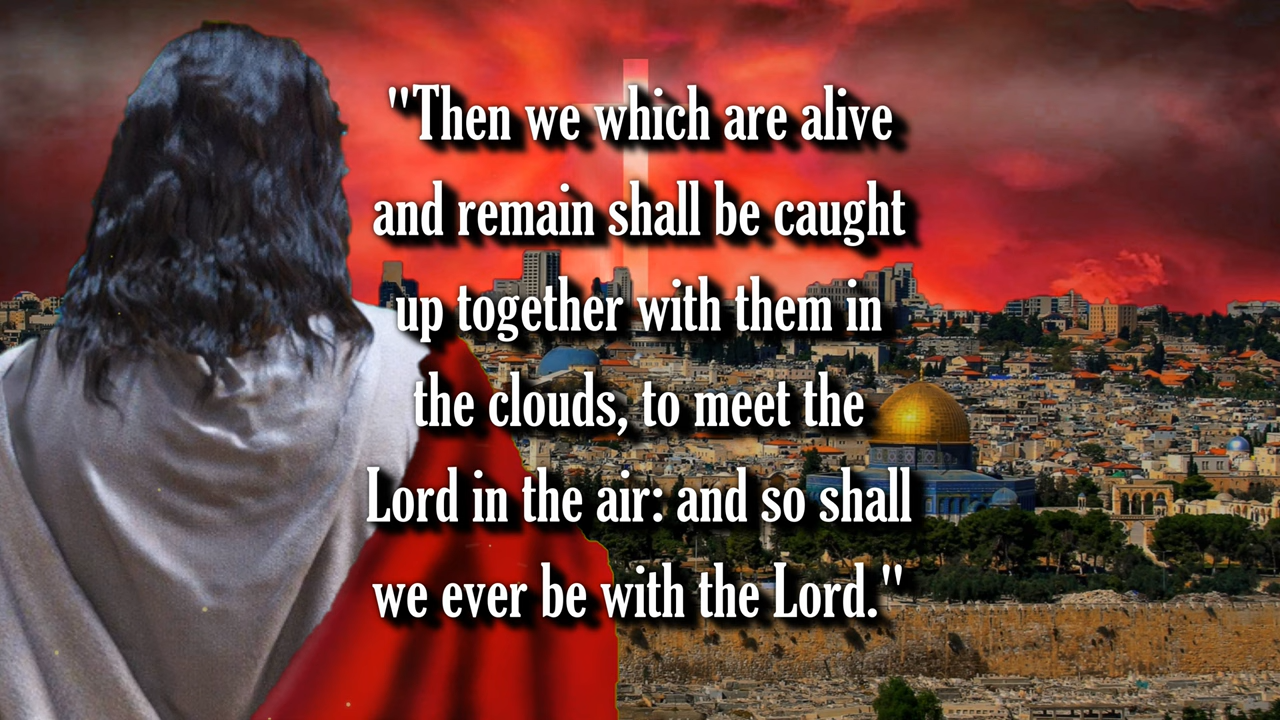 "Then we which are alive
and remain shall be caught
up together with them in
the clouds, to meet the
Lord in the air: and so shall
we ever be with the Lord."